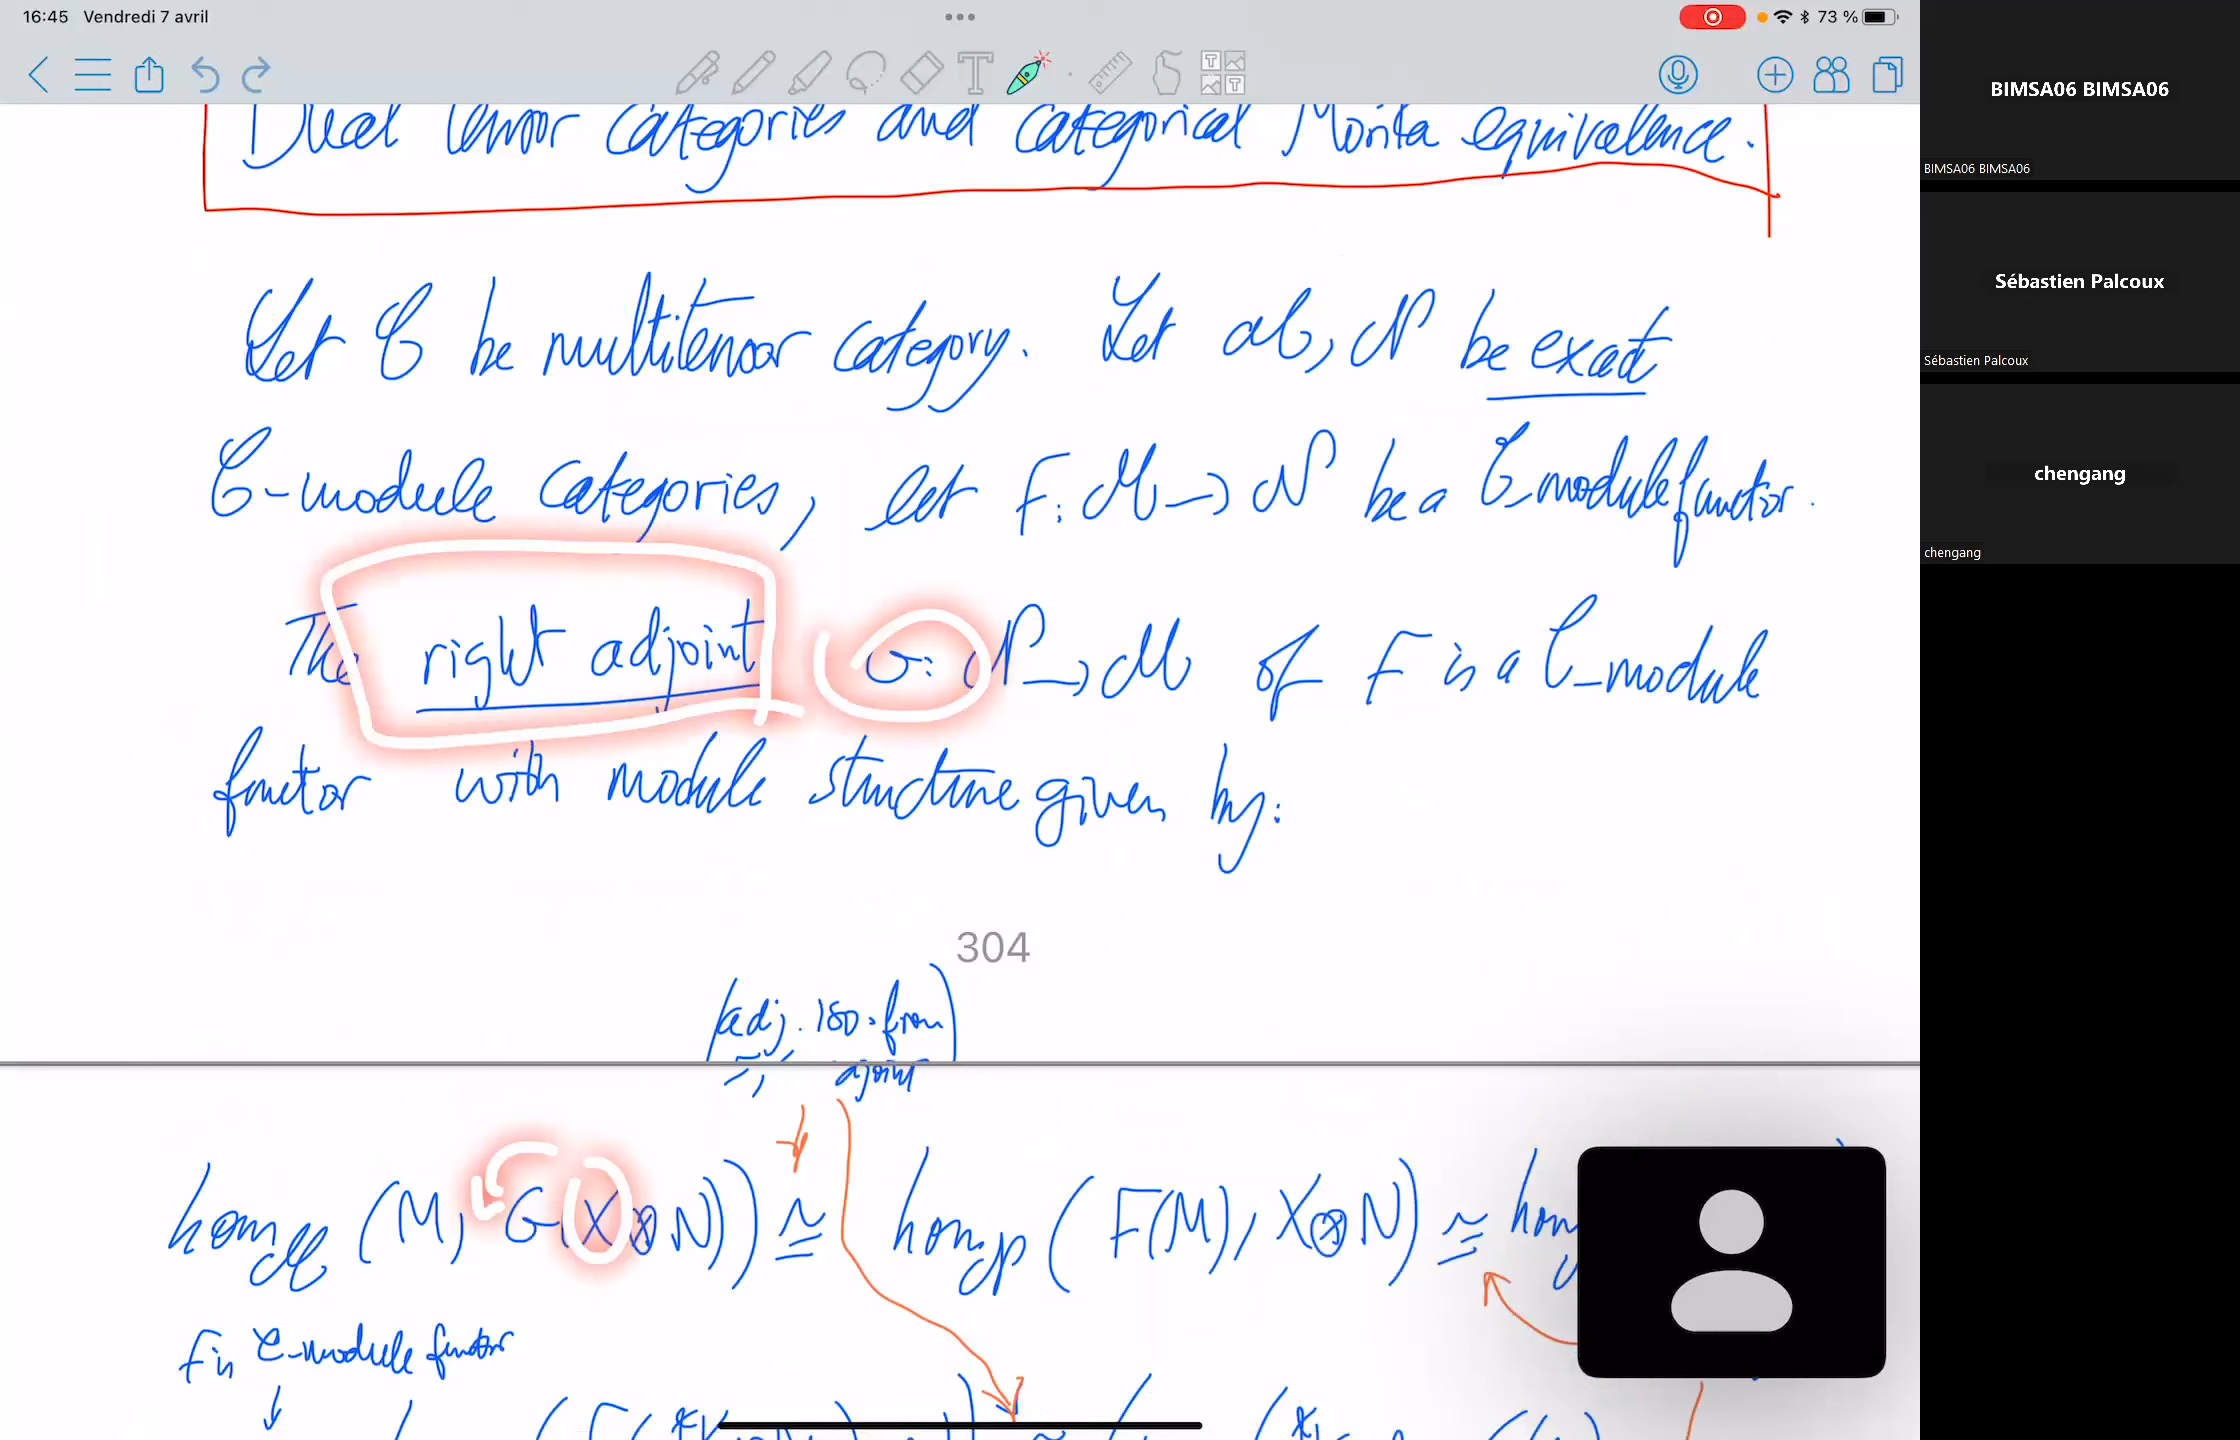 16:45 Vendredi 7 avril
73 %
Dual tensor categories and categorical Morita equivalence.
Let C be multitensor category. Let M, N be exact
C-module categories, let F: M → N be a C-module functor.
The right adjoint G: N → M of F is a C-module
functor with module structure given by:
304
(adj. iso. from
adjoint
hom_M (M, G(X⊗N)) ≅ hom_N (F(M), X⊗N) ≅ hom
F is C-module functor
BIMSA06 BIMSA06
BIMSA06 BIMSA06
Sébastien Palcoux
Sébastien Palcoux
chengang
chengang